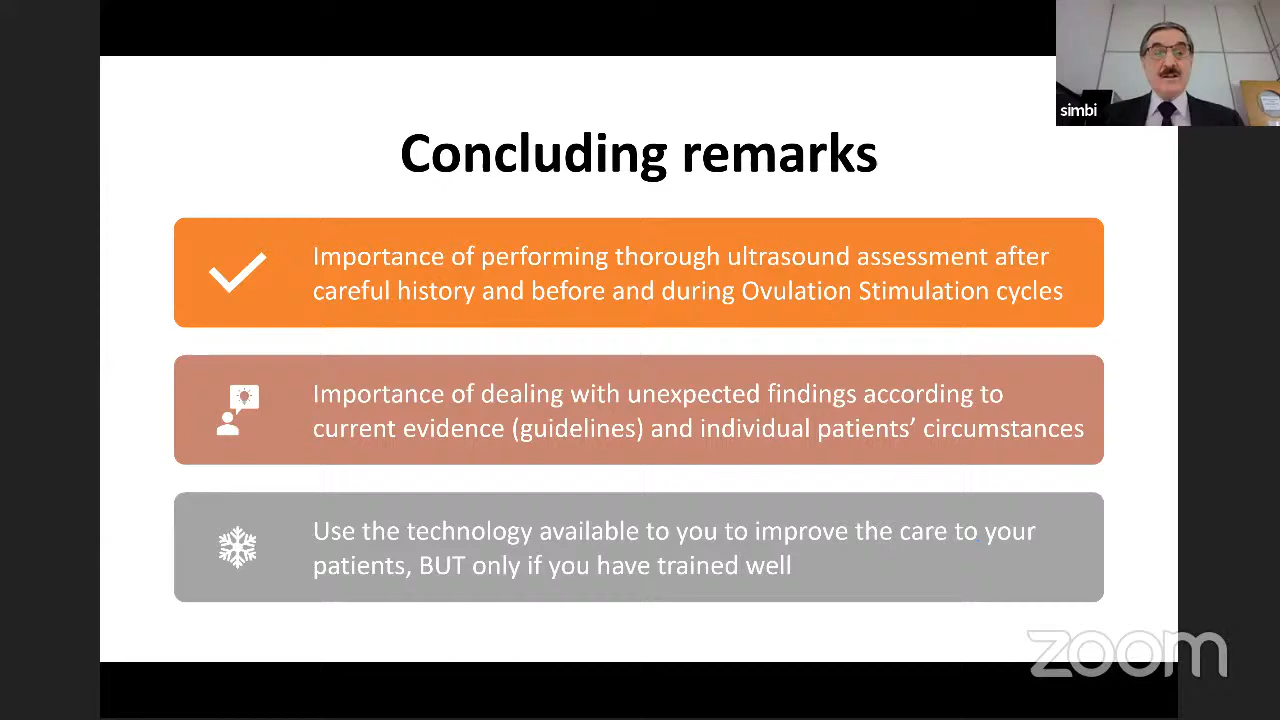 simbi
Concluding remarks
Importance of performing thorough ultrasound assessment after
careful history and before and during Ovulation Stimulation cycles
Importance of dealing with unexpected findings according to
current evidence (guidelines) and individual patients’ circumstances
Use the technology available to you to improve the care to your
patients, BUT only if you have trained well
zoom